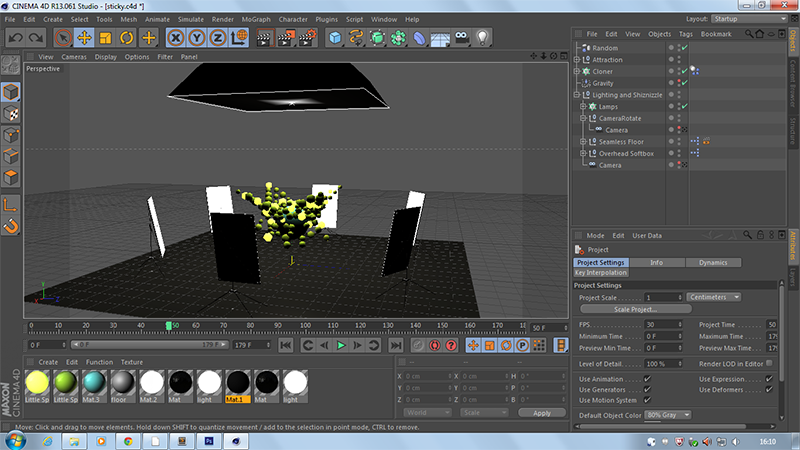 CINEMA 4D R13.061 Studio - [sticky.c4d *]
File Edit Create Select Tools Mesh Animate Simulate Render MoGraph Character Plugins Script Window Help Layout: Startup
X Y Z
View Cameras Display Options Filter Panel
Perspective
File Edit View Objects Tags Bookmark
Random
Attraction
Cloner
Gravity
Lighting and Shiznizzle
Lamps
CameraRotate
Camera
Seamless Floor
Overhead Softbox
Camera
Objects
Content Browser
Structure
Mode Edit User Data
Project
Project Settings Info Dynamics
Key Interpolation
Project Settings
Project Scale 1 Centimeters
Scale Project...
FPS 30 Project Time 50
Minimum Time 0 F Maximum Time 17
Preview Min Time 0 F Preview Max Time 17
Level of Detail 100 % Render LOD in Editor
Use Animation Use Expression
Use Generators Use Deformers
Use Motion System
Default Object Color 80% Gray
Attributes
Layers
0 10 20 30 40 50 60 70 80 90 100 110 120 130 140 150 160 170 50 F
0 F 0 F 179 F 179 F
Create Edit Function Texture
Little Sp Little Sp Mat.3 floor Mat.2 Mat light Mat.1 Mat light
X 0 cm X 0 cm H 0°
Y 0 cm Y 0 cm P 0°
Z 0 cm Z 0 cm B 0°
World Scale Apply
MAXON
CINEMA 4D
Move: Click and drag to move elements. Hold down SHIFT to quantize movement / add to the selection in point mode, CTRL to remove.
16:10